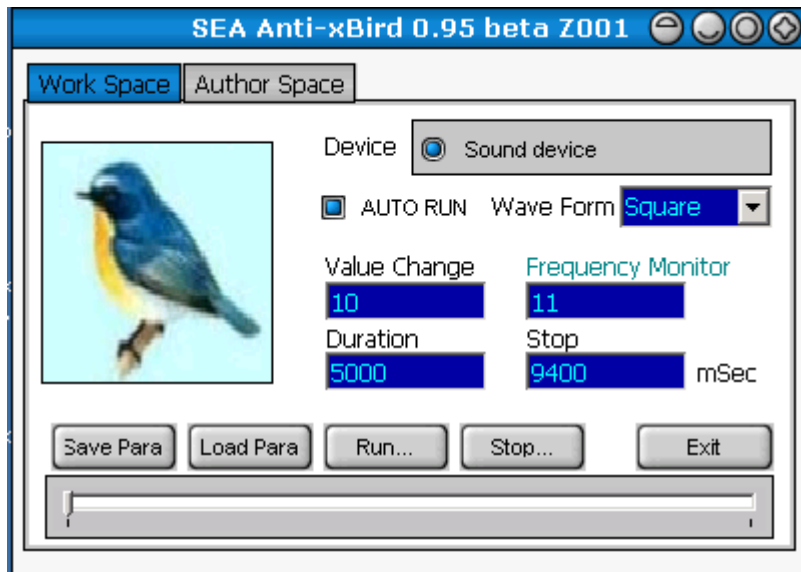 SEA Anti-xBird 0.95 beta Z001
Work Space Author Space
Device Sound device
AUTO RUN Wave Form Square
Value Change Frequency Monitor
10 11
Duration Stop
5000 9400 mSec
Save Para Load Para Run... Stop... Exit